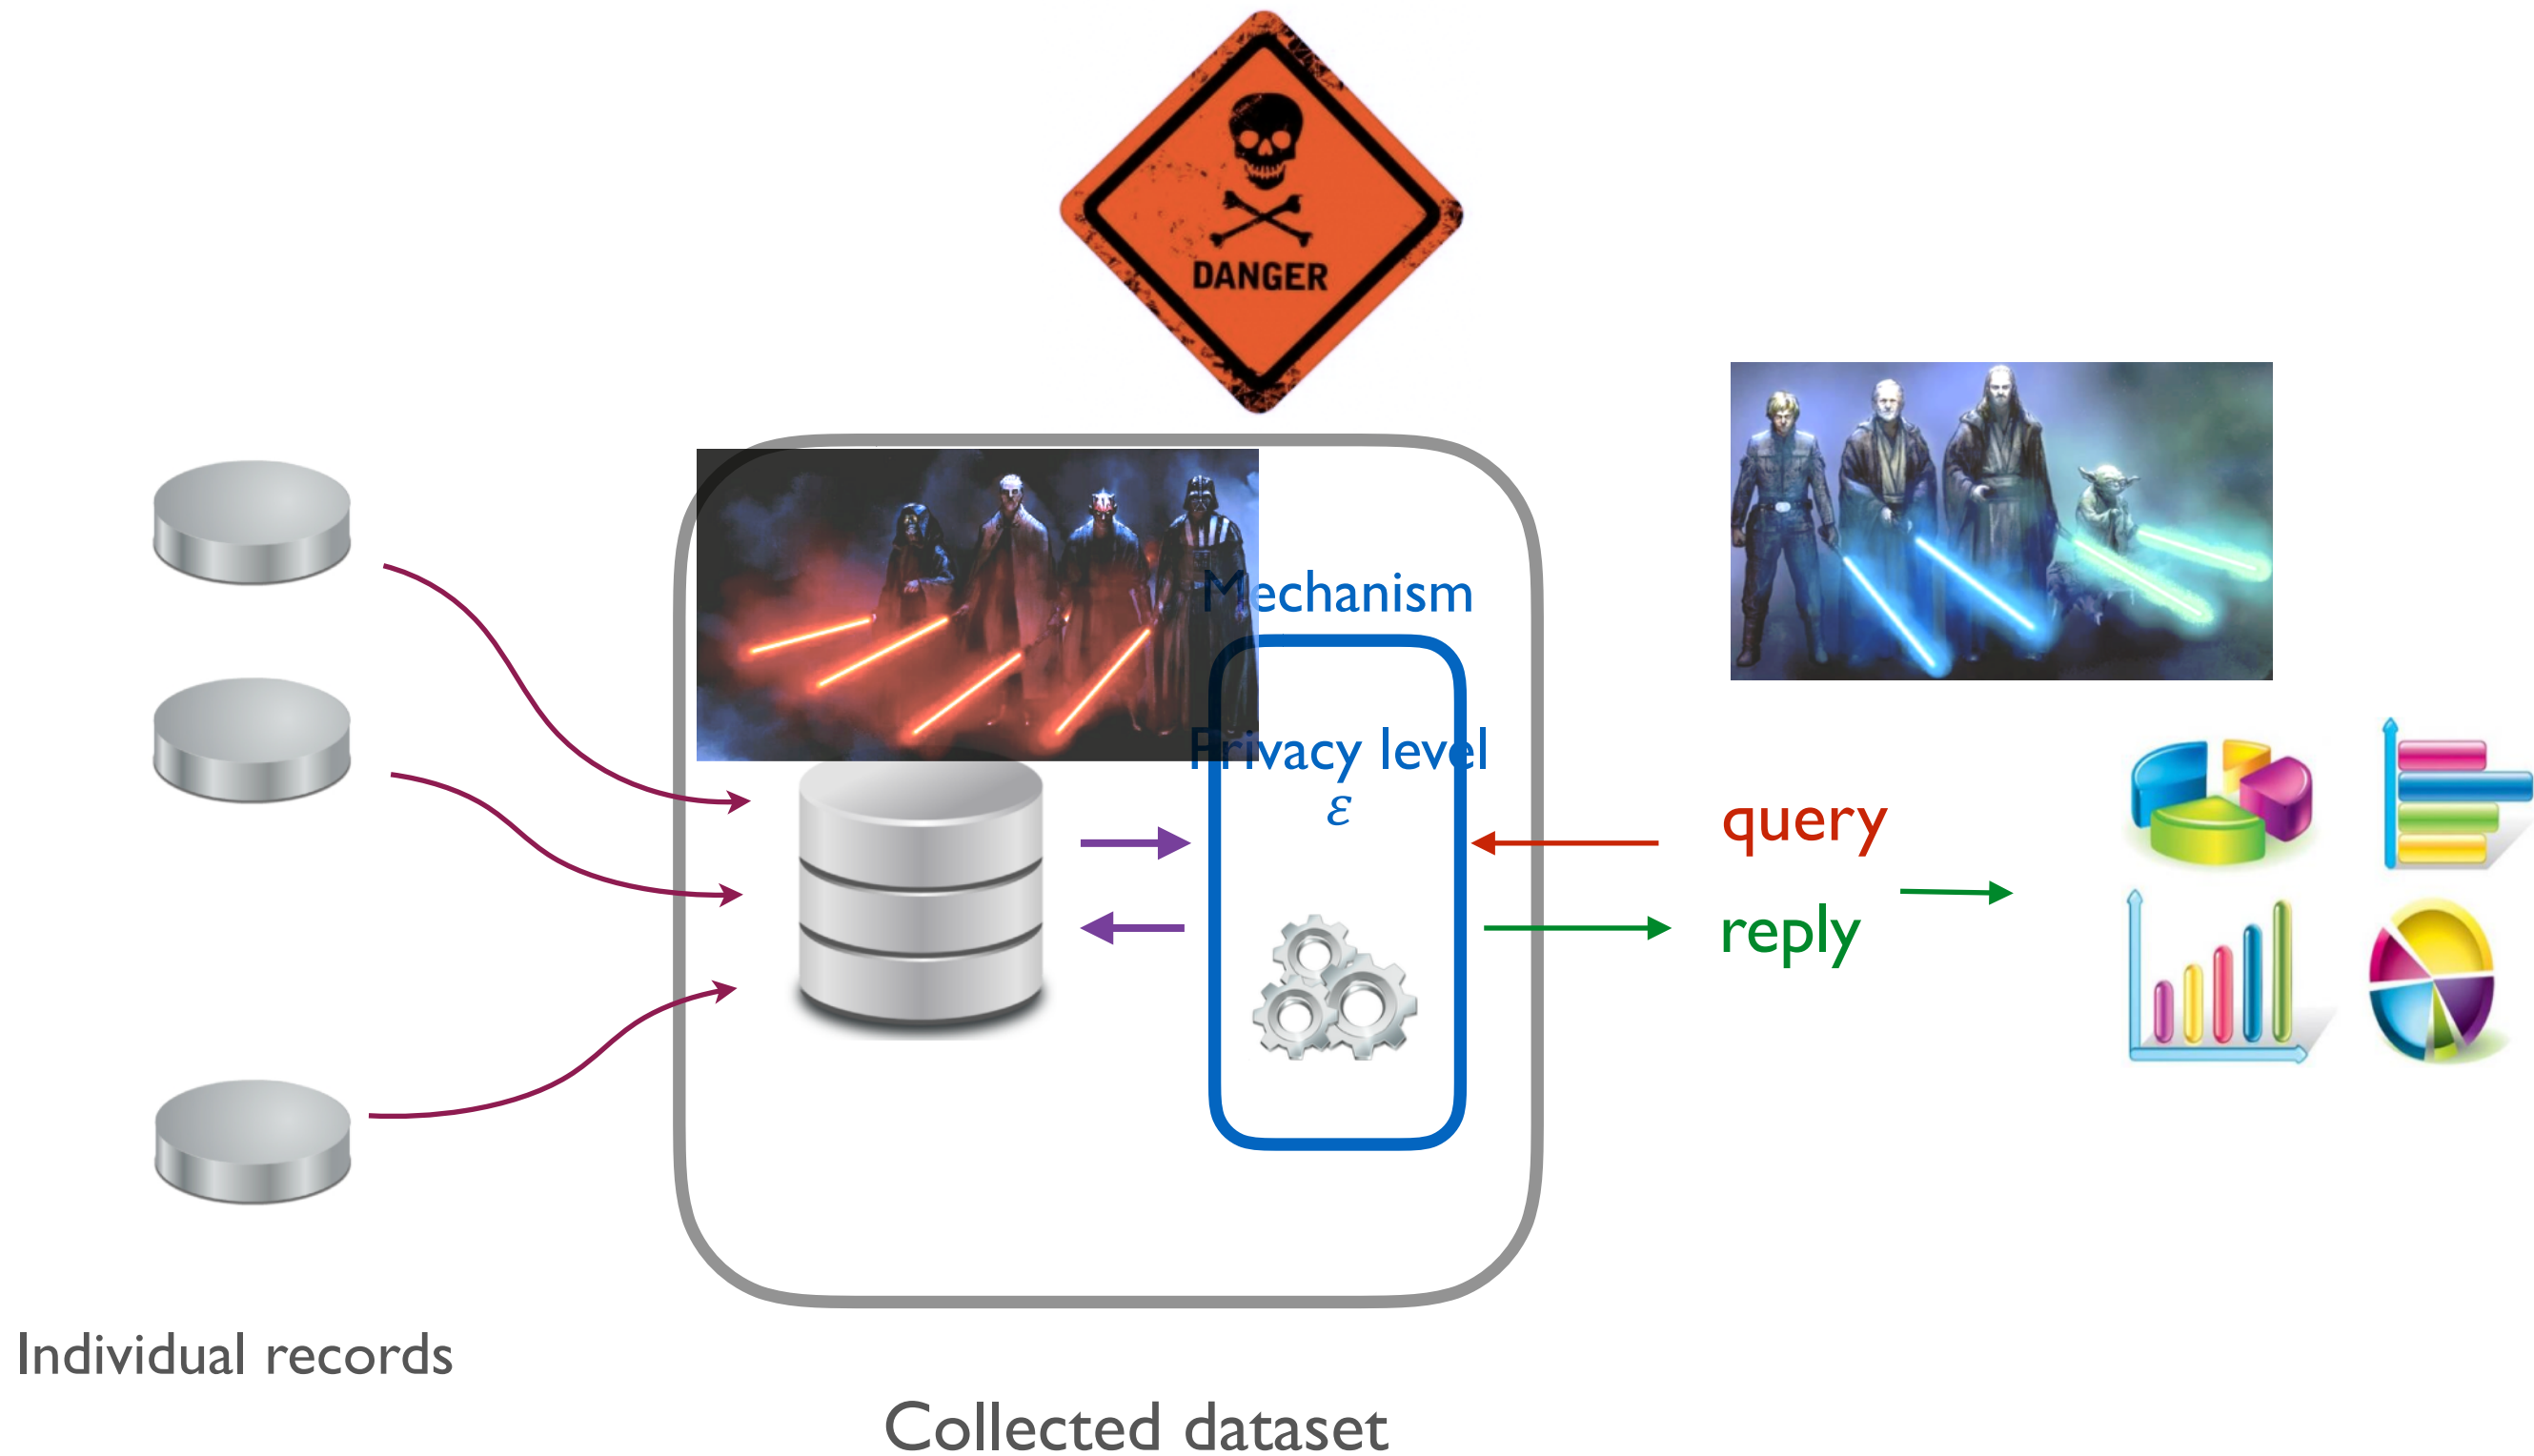 DANGER
Mechanism
Privacy level
ε
query
reply
Individual records
Collected dataset